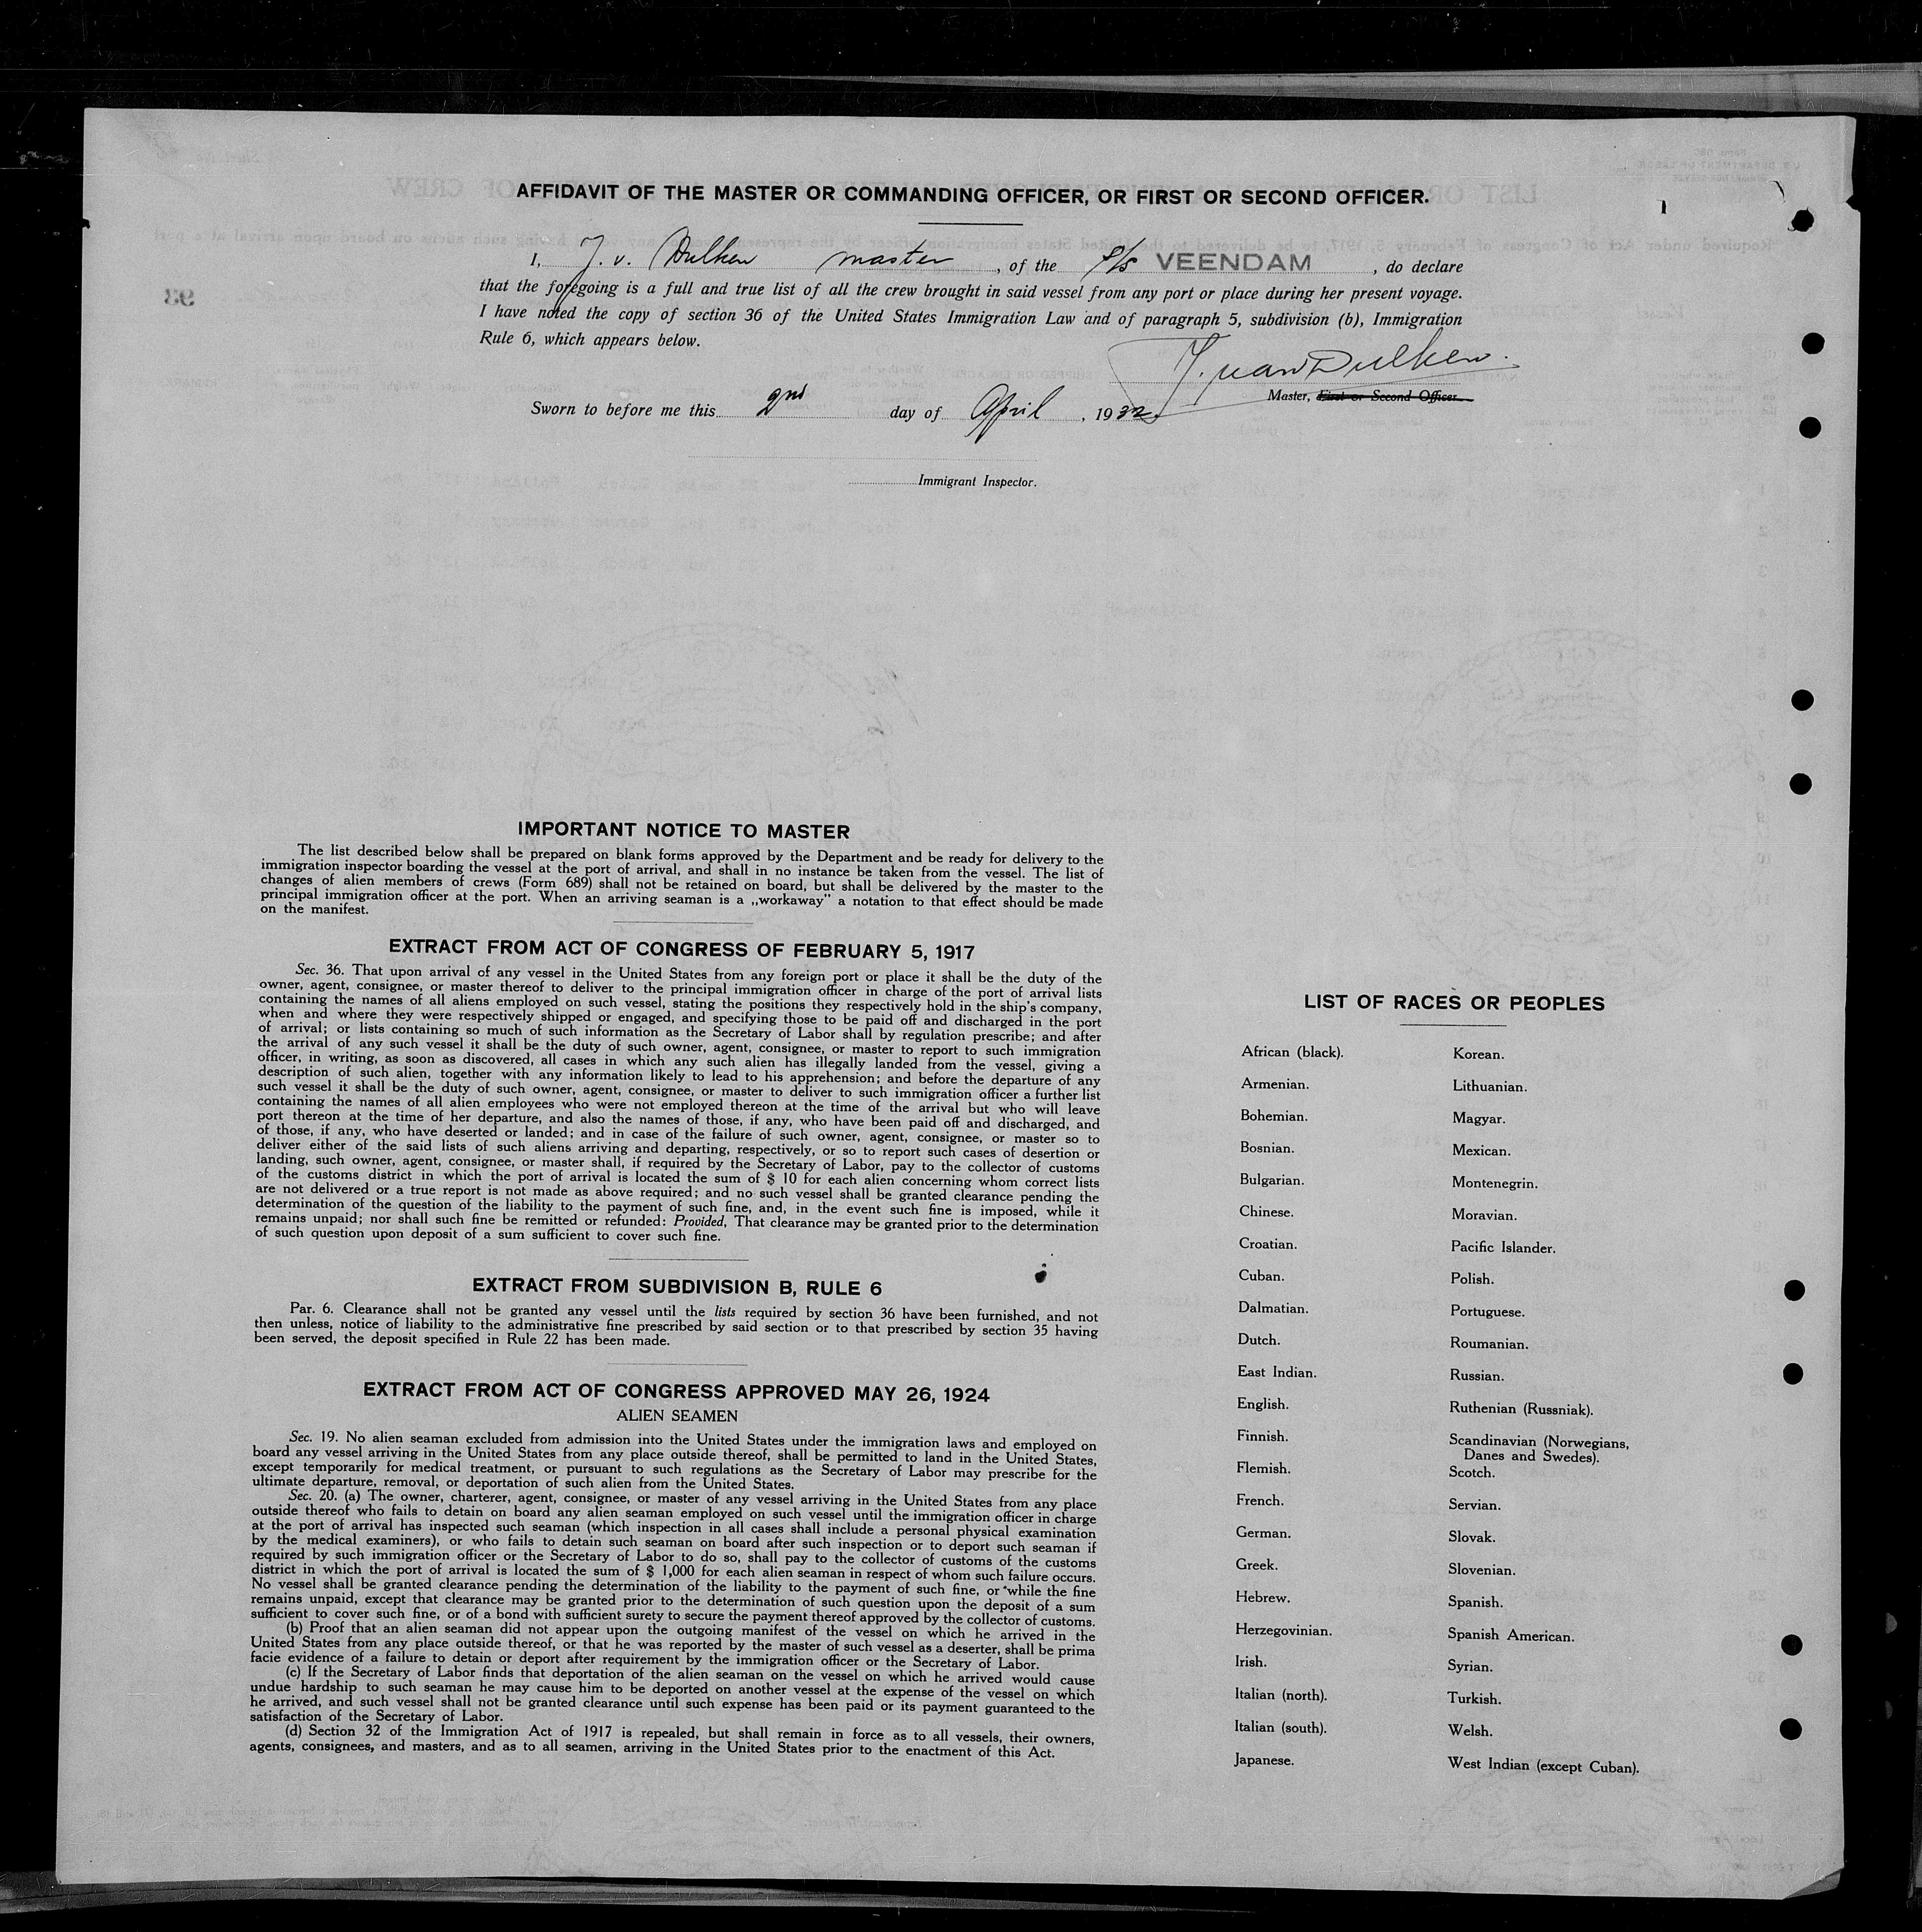 AFFIDAVIT OF THE MASTER OR COMMANDING OFFICER, OR FIRST OR SECOND OFFICER.
I, J. v. Dulken master, of the S/S VEENDAM, do declare
that the foregoing is a full and true list of all the crew brought in said vessel from any port or place during her present voyage.
I have noted the copy of section 36 of the United States Immigration Law and of paragraph 5, subdivision (b), Immigration
Rule 6, which appears below.
J. van Dulken.
Master, First or Second Officer.
Sworn to before me this 2nd day of April, 1932
Immigrant Inspector.
IMPORTANT NOTICE TO MASTER
The list described below shall be prepared on blank forms approved by the Department and be ready for delivery to the
immigration inspector boarding the vessel at the port of arrival, and shall in no instance be taken from the vessel. The list of
changes of alien members of crews (Form 689) shall not be retained on board, but shall be delivered by the master to the
principal immigration officer at the port. When an arriving seaman is a „workaway” a notation to that effect should be made
on the manifest.
EXTRACT FROM ACT OF CONGRESS OF FEBRUARY 5, 1917
Sec. 36. That upon arrival of any vessel in the United States from any foreign port or place it shall be the duty of the
owner, agent, consignee, or master thereof to deliver to the principal immigration officer in charge of the port of arrival lists
containing the names of all aliens employed on such vessel, stating the positions they respectively hold in the ship's company,
when and where they were respectively shipped or engaged, and specifying those to be paid off and discharged in the port
of arrival; or lists containing so much of such information as the Secretary of Labor shall by regulation prescribe; and after
the arrival of any such vessel it shall be the duty of such owner, agent, consignee, or master to report to such immigration
officer, in writing, as soon as discovered, all cases in which any such alien has illegally landed from the vessel, giving a
description of such alien, together with any information likely to lead to his apprehension; and before the departure of any
such vessel it shall be the duty of such owner, agent, consignee, or master to deliver to such immigration officer a further list
containing the names of all alien employees who were not employed thereon at the time of the arrival but who will leave
port thereon at the time of her departure, and also the names of those, if any, who have been paid off and discharged, and
of those, if any, who have deserted or landed; and in case of the failure of such owner, agent, consignee, or master so to
deliver either of the said lists of such aliens arriving and departing, respectively, or so to report such cases of desertion or
landing, such owner, agent, consignee, or master shall, if required by the Secretary of Labor, pay to the collector of customs
of the customs district in which the port of arrival is located the sum of $ 10 for each alien concerning whom correct lists
are not delivered or a true report is not made as above required; and no such vessel shall be granted clearance pending the
determination of the question of the liability to the payment of such fine, and, in the event such fine is imposed, while it
remains unpaid; nor shall such fine be remitted or refunded: Provided, That clearance may be granted prior to the determination
of such question upon deposit of a sum sufficient to cover such fine.
EXTRACT FROM SUBDIVISION B, RULE 6
Par. 6. Clearance shall not be granted any vessel until the lists required by section 36 have been furnished, and not
then unless, notice of liability to the administrative fine prescribed by said section or to that prescribed by section 35 having
been served, the deposit specified in Rule 22 has been made.
EXTRACT FROM ACT OF CONGRESS APPROVED MAY 26, 1924
ALIEN SEAMEN
Sec. 19. No alien seaman excluded from admission into the United States under the immigration laws and employed on
board any vessel arriving in the United States from any place outside thereof, shall be permitted to land in the United States,
except temporarily for medical treatment, or pursuant to such regulations as the Secretary of Labor may prescribe for the
ultimate departure, removal, or deportation of such alien from the United States.
Sec. 20. (a) The owner, charterer, agent, consignee, or master of any vessel arriving in the United States from any place
outside thereof who fails to detain on board any alien seaman employed on such vessel until the immigration officer in charge
at the port of arrival has inspected such seaman (which inspection in all cases shall include a personal physical examination
by the medical examiners), or who fails to detain such seaman on board after such inspection or to deport such seaman if
required by such immigration officer or the Secretary of Labor to do so, shall pay to the collector of customs of the customs
district in which the port of arrival is located the sum of $ 1,000 for each alien seaman in respect of whom such failure occurs.
No vessel shall be granted clearance pending the determination of the liability to the payment of such fine, or while the fine
remains unpaid, except that clearance may be granted prior to the determination of such question upon the deposit of a sum
sufficient to cover such fine, or of a bond with sufficient surety to secure the payment thereof approved by the collector of customs.
(b) Proof that an alien seaman did not appear upon the outgoing manifest of the vessel on which he arrived in the
United States from any place outside thereof, or that he was reported by the master of such vessel as a deserter, shall be prima
facie evidence of a failure to detain or deport after requirement by the immigration officer or the Secretary of Labor.
(c) If the Secretary of Labor finds that deportation of the alien seaman on the vessel on which he arrived would cause
undue hardship to such seaman he may cause him to be deported on another vessel at the expense of the vessel on which
he arrived, and such vessel shall not be granted clearance until such expense has been paid or its payment guaranteed to the
satisfaction of the Secretary of Labor.
(d) Section 32 of the Immigration Act of 1917 is repealed, but shall remain in force as to all vessels, their owners,
agents, consignees, and masters, and as to all seamen, arriving in the United States prior to the enactment of this Act.
LIST OF RACES OR PEOPLES
African (black).
Armenian.
Bohemian.
Bosnian.
Bulgarian.
Chinese.
Croatian.
Cuban.
Dalmatian.
Dutch.
East Indian.
English.
Finnish.
Flemish.
French.
German.
Greek.
Hebrew.
Herzegovinian.
Irish.
Italian (north).
Italian (south).
Japanese.
Korean.
Lithuanian.
Magyar.
Mexican.
Montenegrin.
Moravian.
Pacific Islander.
Polish.
Portuguese.
Roumanian.
Russian.
Ruthenian (Russniak).
Scandinavian (Norwegians,
Danes and Swedes).
Scotch.
Servian.
Slovak.
Slovenian.
Spanish.
Spanish American.
Syrian.
Turkish.
Welsh.
West Indian (except Cuban).